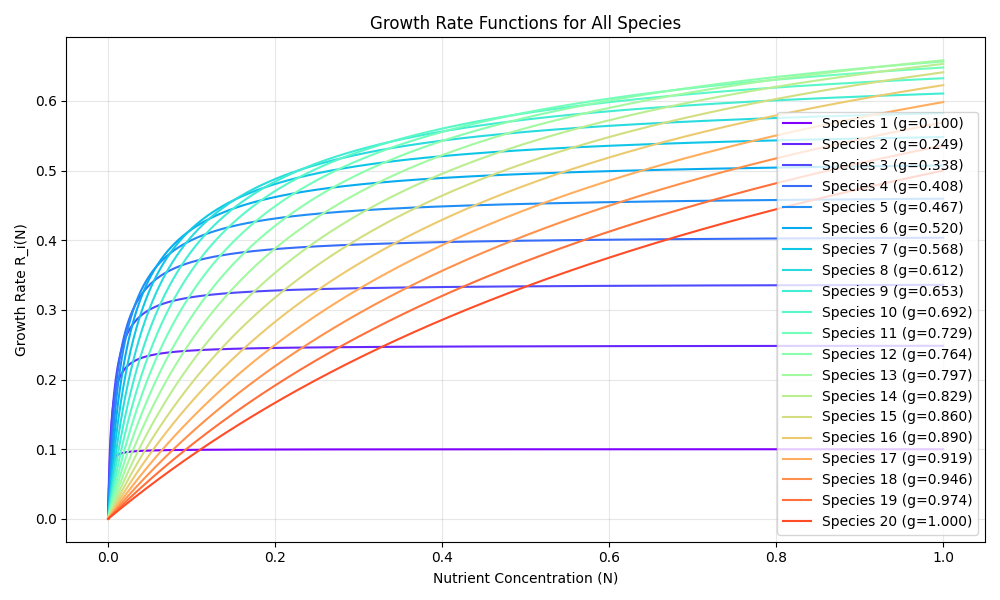 Growth Rate Functions for All Species
Growth Rate R_i(N)
0.6
0.5
0.4
0.3
0.2
0.1
0.0
Species 1 (g=0.100)
Species 2 (g=0.249)
Species 3 (g=0.338)
Species 4 (g=0.408)
Species 5 (g=0.467)
Species 6 (g=0.520)
Species 7 (g=0.568)
Species 8 (g=0.612)
Species 9 (g=0.653)
Species 10 (g=0.692)
Species 11 (g=0.729)
Species 12 (g=0.764)
Species 13 (g=0.797)
Species 14 (g=0.829)
Species 15 (g=0.860)
Species 16 (g=0.890)
Species 17 (g=0.919)
Species 18 (g=0.946)
Species 19 (g=0.974)
Species 20 (g=1.000)
0.0 0.2 0.4 0.6 0.8 1.0
Nutrient Concentration (N)